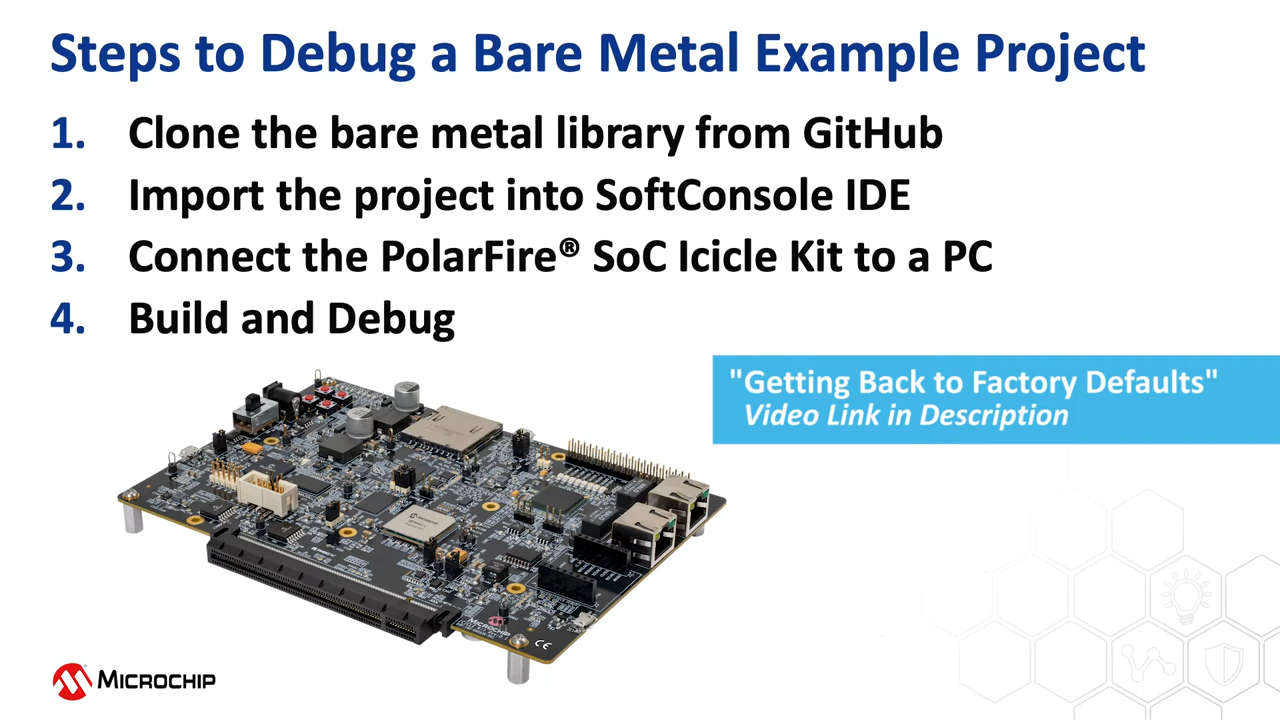 Steps to Debug a Bare Metal Example Project
1. Clone the bare metal library from GitHub
2. Import the project into SoftConsole IDE
3. Connect the PolarFire® SoC Icicle Kit to a PC
4. Build and Debug
"Getting Back to Factory Defaults"
Video Link in Description
MICROCHIP
CE
MICROCHIP